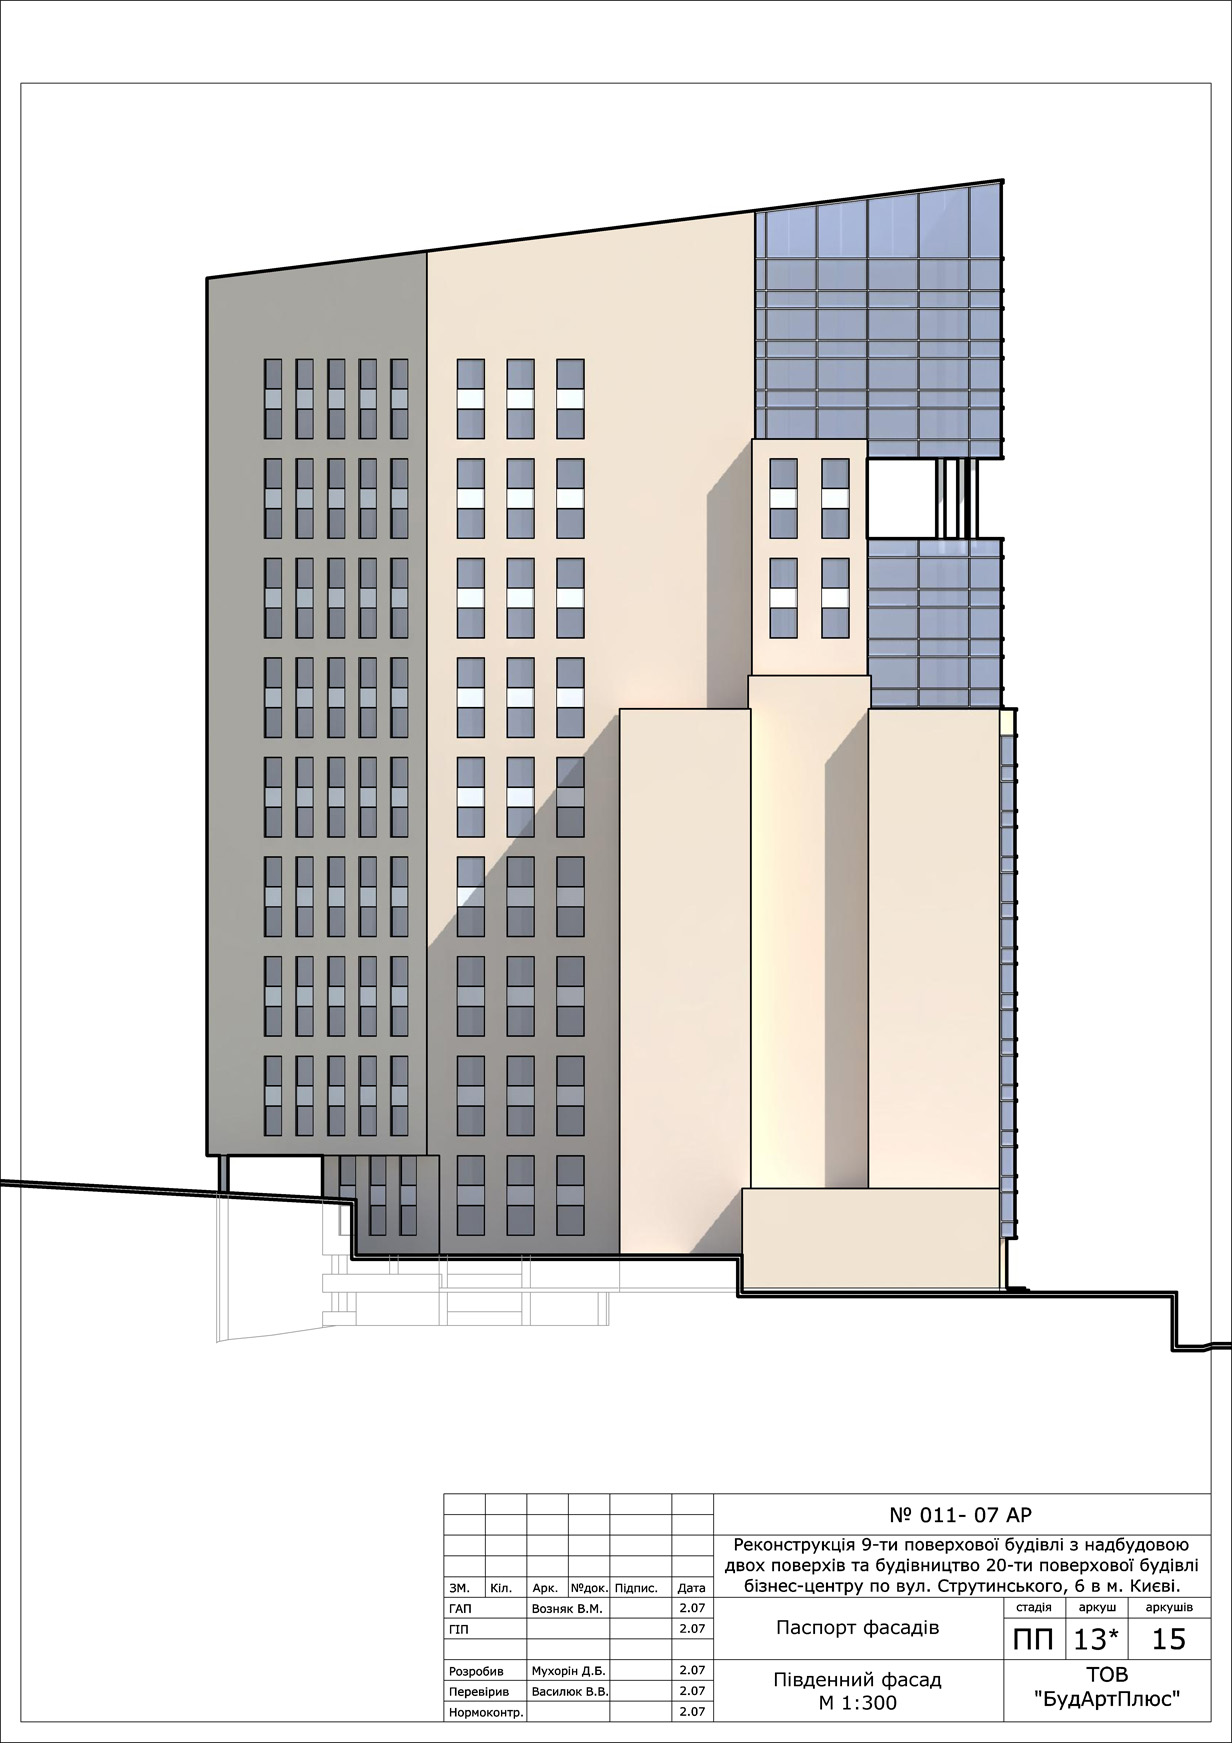 № 011- 07 АР
Реконструкція 9-ти поверхової будівлі з надбудовою
двох поверхів та будівництво 20-ти поверхової будівлі
бізнес-центру по вул. Струтинського, 6 в м. Києві.
ЗМ. Кіл. Арк. №док. Підпис. Дата
ГАП Возняк В.М. 2.07
ГІП 2.07
Розробив Мухорін Д.Б. 2.07
Перевірив Василюк В.В. 2.07
Нормоконтр. 2.07
Паспорт фасадів
стадія аркуш аркушів
ПП 13* 15
Південний фасад
М 1:300
ТОВ
"БудАртПлюс"